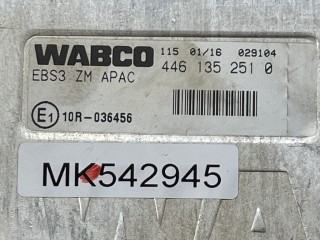 WABCO 115 01/16 029104
EBS3 ZM APAC 446 135 251 0
E1 10R-036456
MK542945